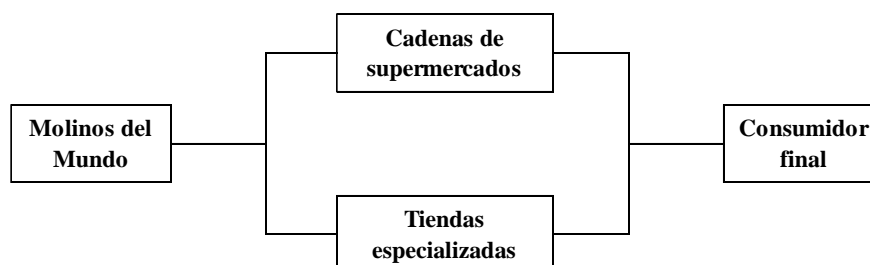 Cadenas de
supermercados
Molinos del
Mundo
Consumidor
final
Tiendas
especializadas